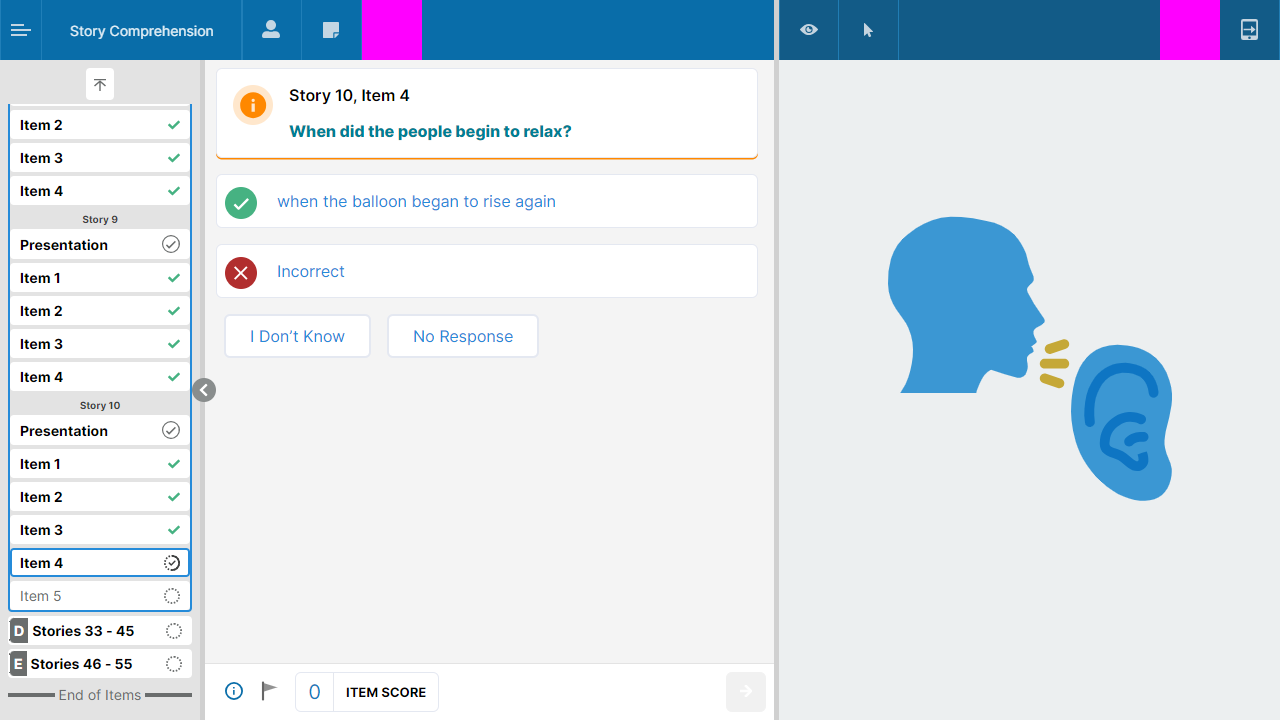 Story Comprehension
Item 2
Item 3
Item 4
Story 9
Presentation
Item 1
Item 2
Item 3
Item 4
Story 10
Presentation
Item 1
Item 2
Item 3
Item 4
Item 5
D Stories 33 - 45
E Stories 46 - 55
End of Items
Story 10, Item 4
When did the people begin to relax?
when the balloon began to rise again
Incorrect
I Don’t Know
No Response
0 ITEM SCORE